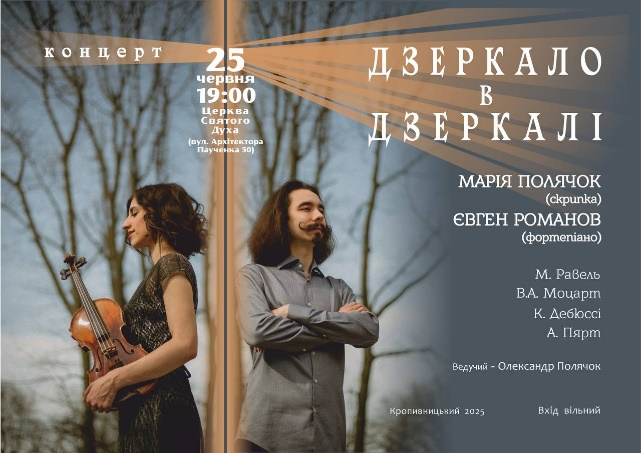 концерт
25
червня
19:00
Церква
Святого
Духа
(вул. Архітектора
Паученка 50)
ДЗЕРКАЛО
В
ДЗЕРКАЛІ
МАРІЯ ПОЛЯЧОК
(скрипка)
ЄВГЕН РОМАНОВ
(фортепіано)
М. Равель
В.А. Моцарт
К. Дебюссі
А. Пярт
Ведучий - Олександр Полячок
Кропивницький 2025
Вхід вільний